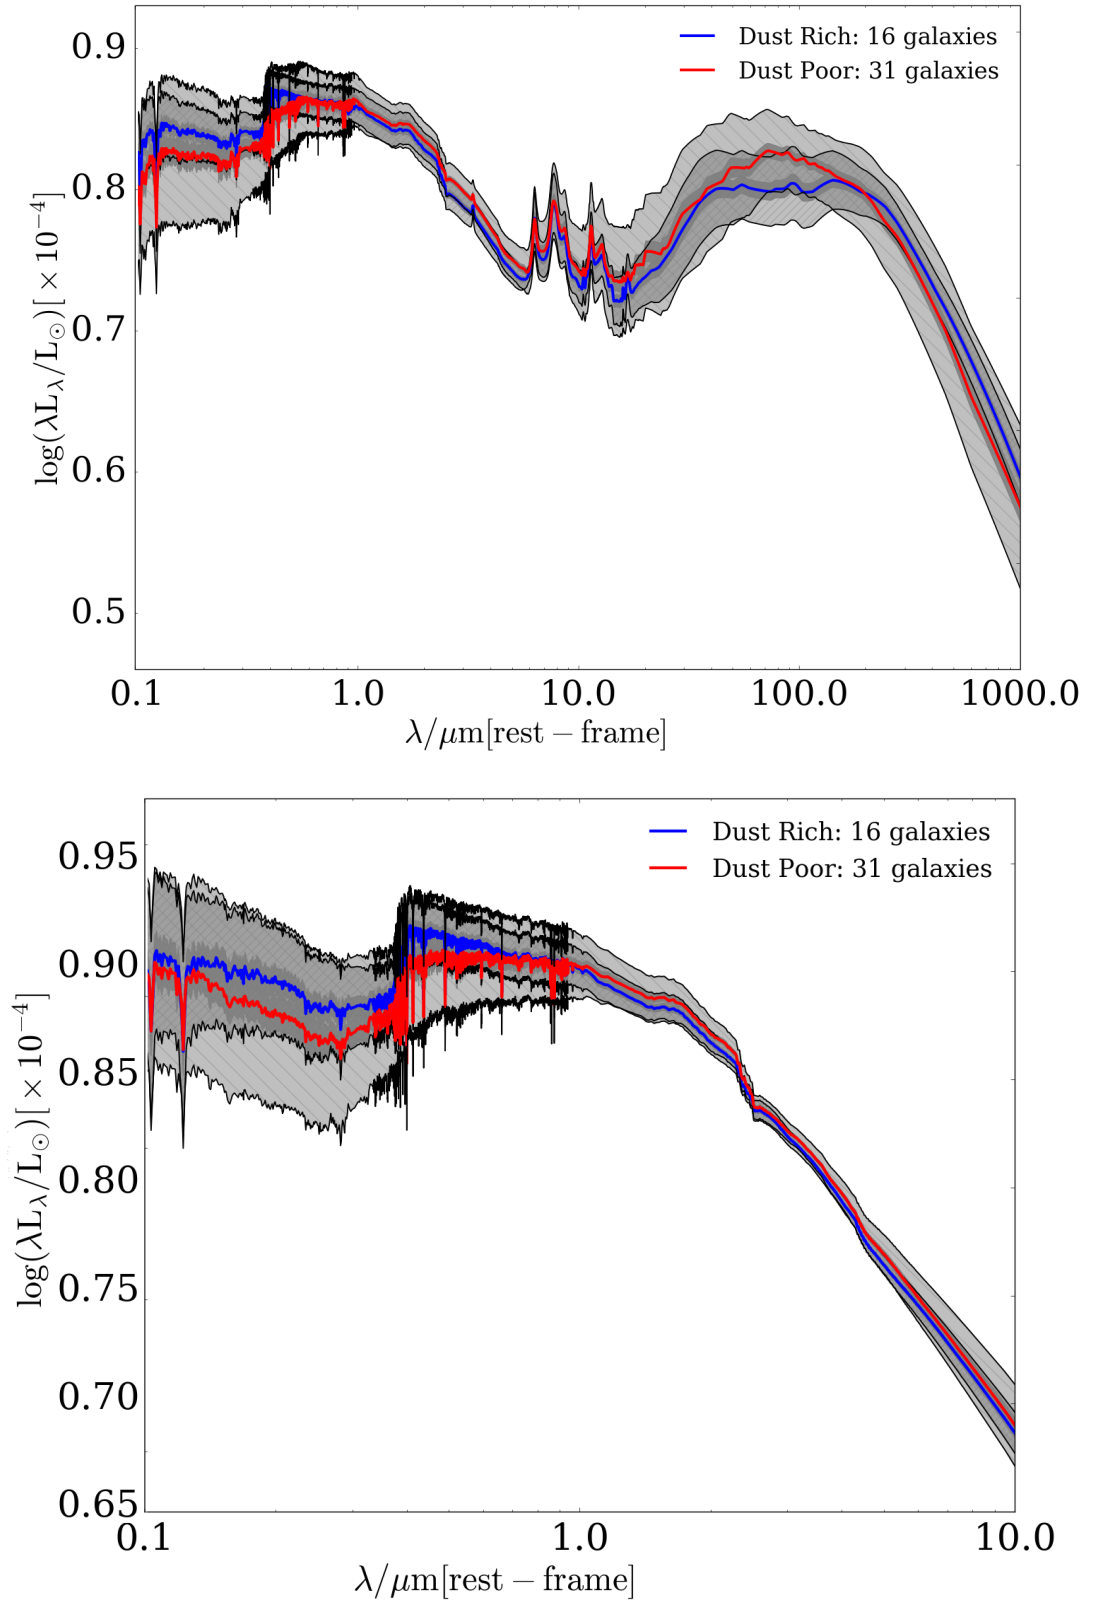 Dust Rich: 16 galaxies
Dust Poor: 31 galaxies
0.9
0.8
0.7
0.6
0.5
log(λL_λ/L_⊙)[×10^−4]
0.1 1.0 10.0 100.0 1000.0
λ/μm[rest − frame]
Dust Rich: 16 galaxies
Dust Poor: 31 galaxies
0.95
0.90
0.85
0.80
0.75
0.70
0.65
log(λL_λ/L_⊙)[×10^−4]
0.1 1.0 10.0
λ/μm[rest − frame]